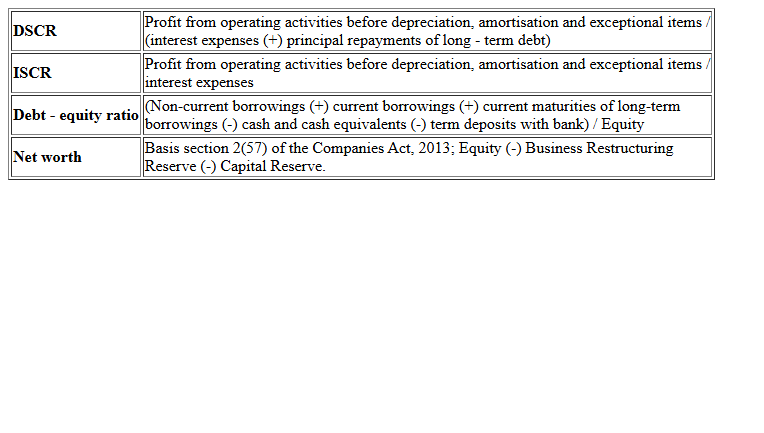 DSCR
Profit from operating activities before depreciation, amortisation and exceptional items /
(interest expenses (+) principal repayments of long - term debt)
ISCR
Profit from operating activities before depreciation, amortisation and exceptional items /
interest expenses
Debt - equity ratio
(Non-current borrowings (+) current borrowings (+) current maturities of long-term
borrowings (-) cash and cash equivalents (-) term deposits with bank) / Equity
Net worth
Basis section 2(57) of the Companies Act, 2013; Equity (-) Business Restructuring
Reserve (-) Capital Reserve.